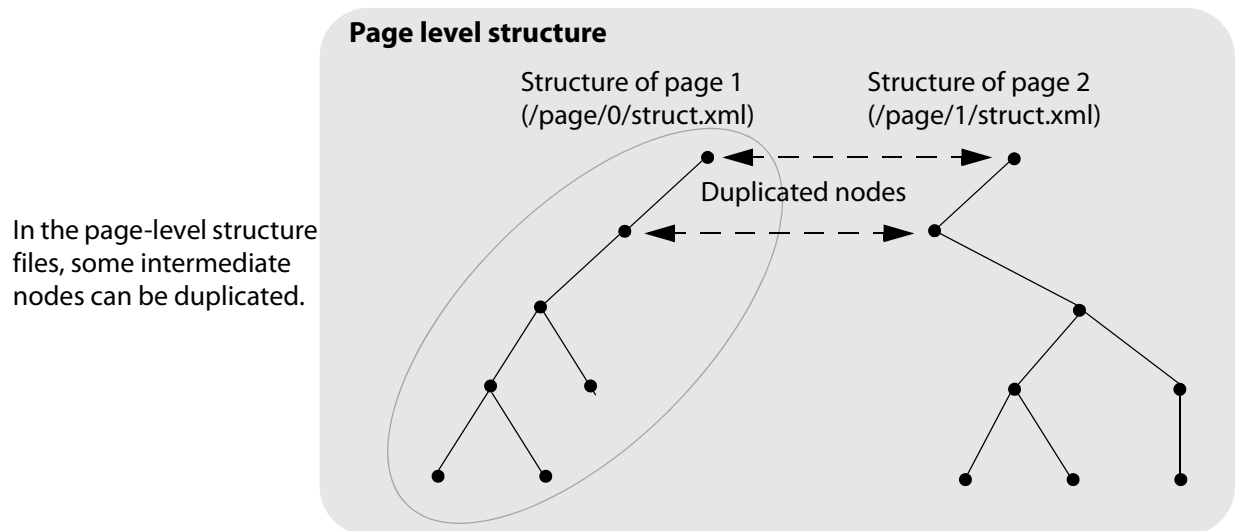 Page level structure
Structure of page 1
(/page/0/struct.xml)
Structure of page 2
(/page/1/struct.xml)
Duplicated nodes
In the page-level structure
files, some intermediate
nodes can be duplicated.